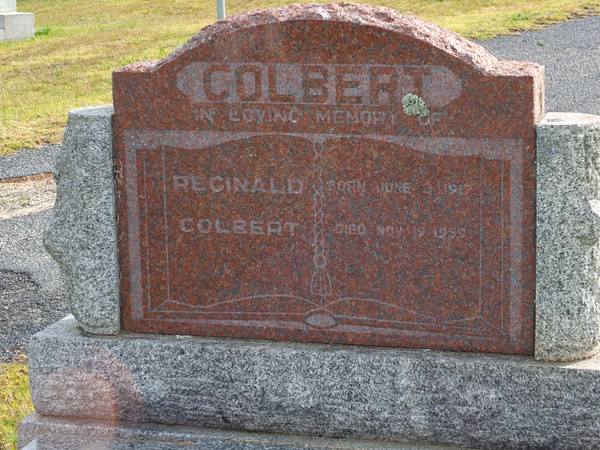 COLBERT
IN LOVING MEMORY OF
REGINALD BORN JUNE 3
COLBERT DIED NOV. 19 1959